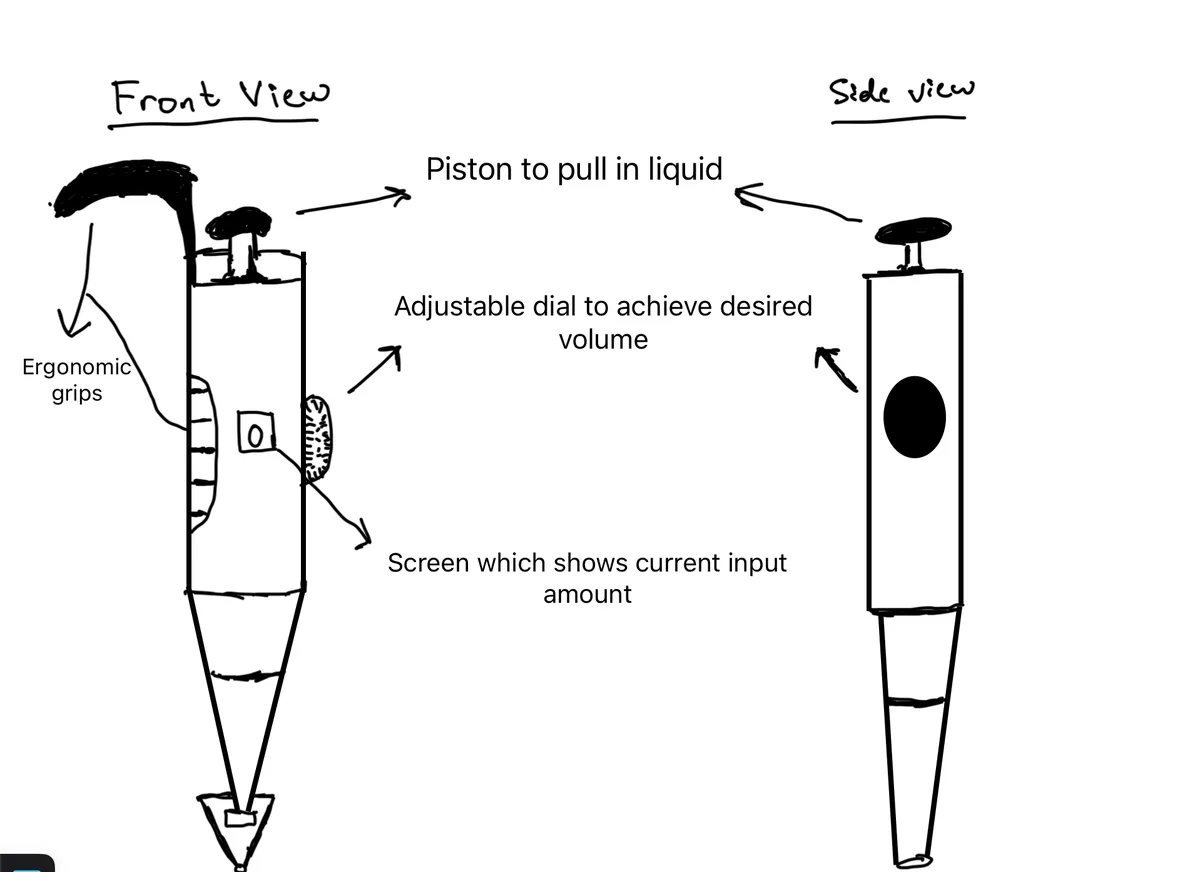 Front View
Side view
Piston to pull in liquid
Adjustable dial to achieve desired
volume
Ergonomic
grips
0
Screen which shows current input
amount